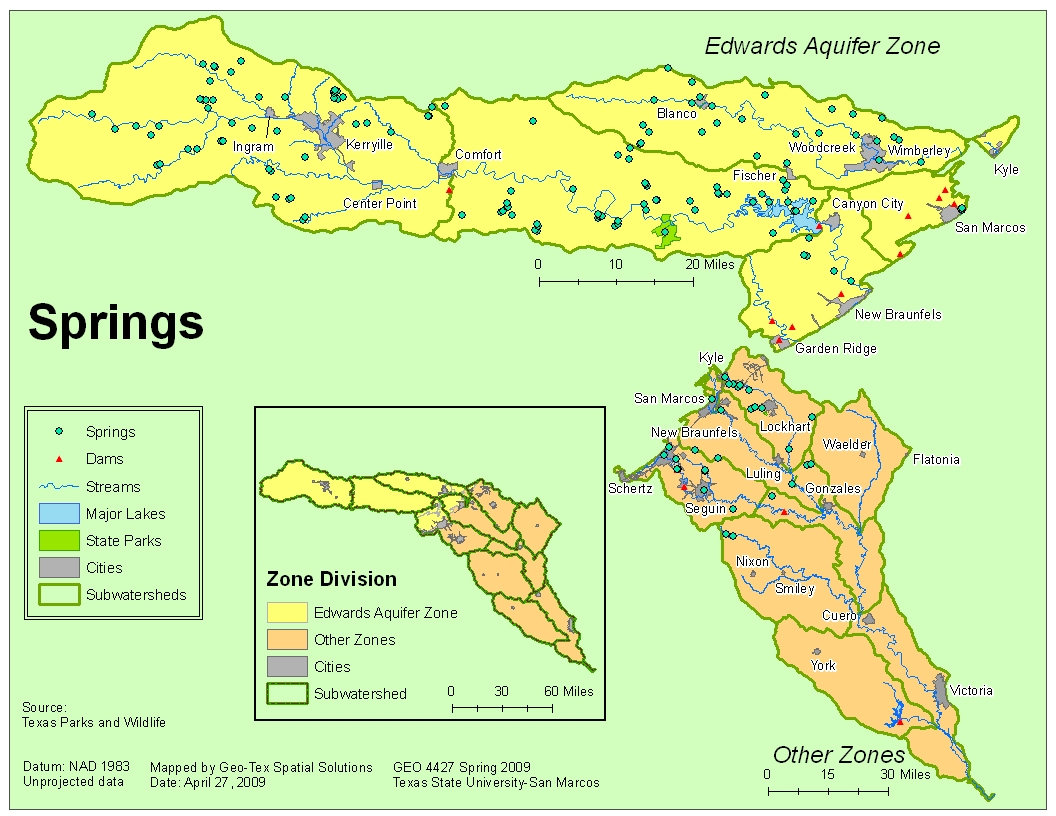 Edwards Aquifer Zone
Blanco
Woodcreek
Wimberley
Ingram
Kerryille
Comfort
Fischer
Kyle
Center Point
Canyon City
San Marcos
0 10 20 Miles
New Braunfels
Garden Ridge
Springs
Kyle
San Marcos
New Braunfels
Lockhart
Waelder
Flatonia
Schertz
Luling
Gonzales
Seguin
Nixon
Smiley
Cuero
York
Victoria
Springs
Dams
Streams
Major Lakes
State Parks
Cities
Subwatersheds
Zone Division
Edwards Aquifer Zone
Other Zones
Cities
Subwatershed
0 30 60 Miles
Other Zones
0 15 30 Miles
Source:
Texas Parks and Wildlife
Datum: NAD 1983
Unprojected data
Mapped by Geo-Tex Spatial Solutions
Date: April 27, 2009
GEO 4427 Spring 2009
Texas State University-San Marcos